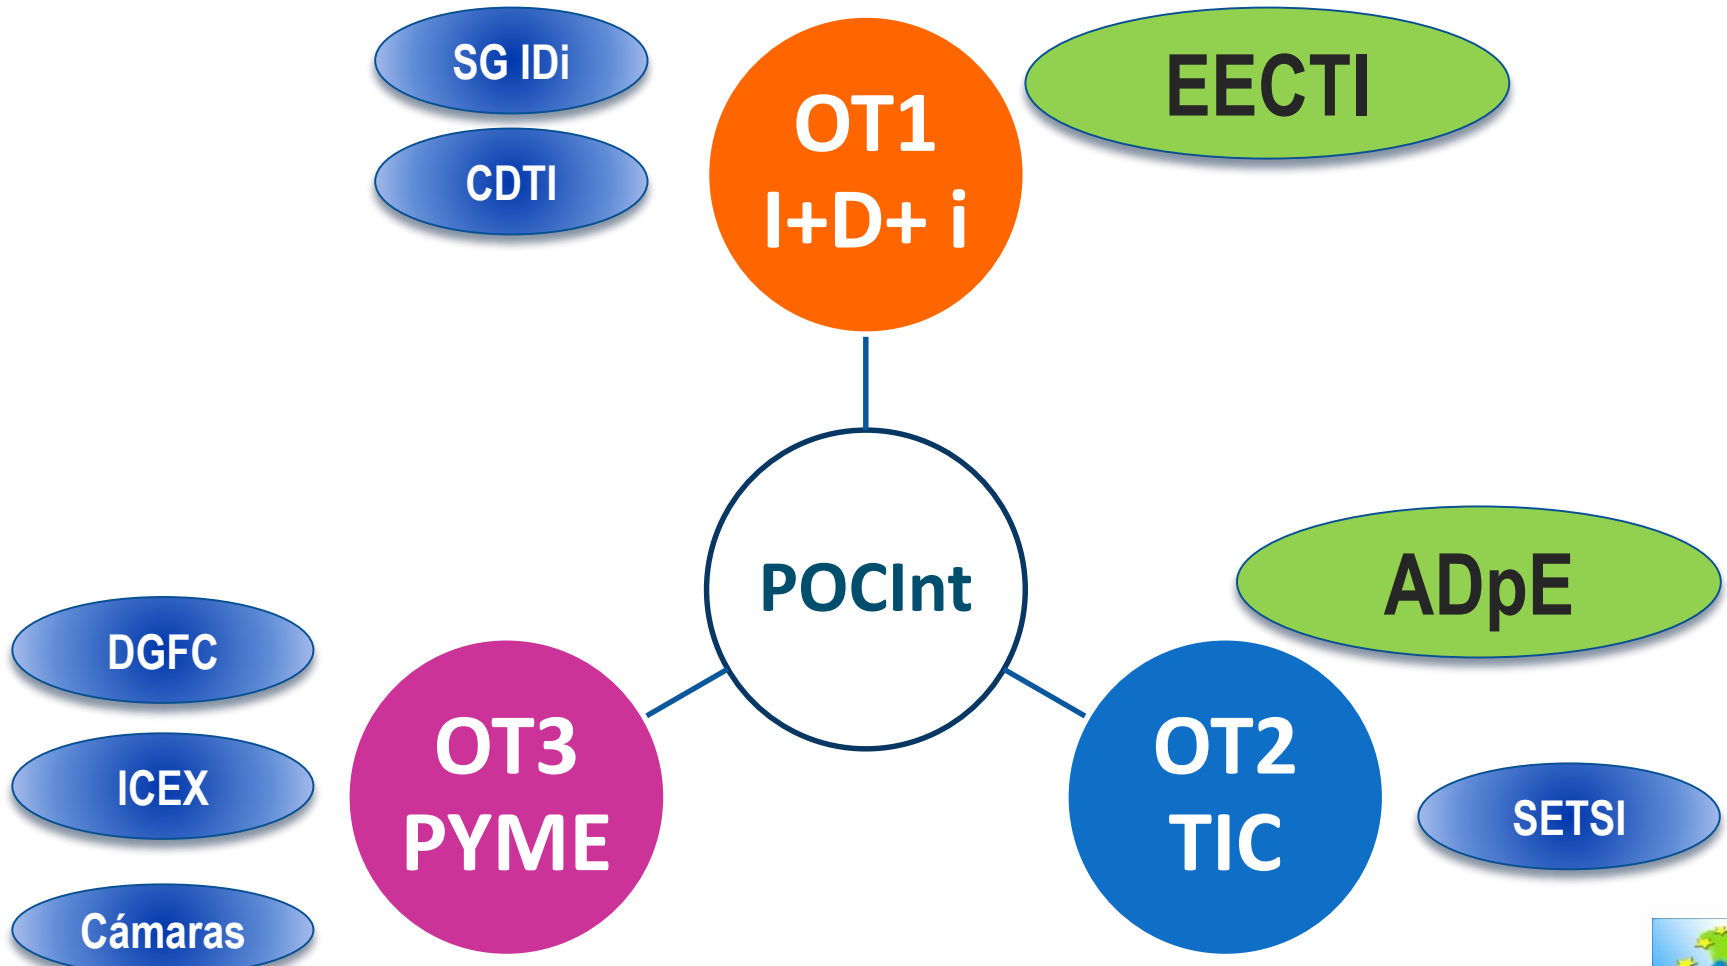 SG IDi
CDTI
OT1
I+D+ i
EECTI
POCInt
ADpE
DGFC
ICEX
Cámaras
OT3
PYME
OT2
TIC
SETSI